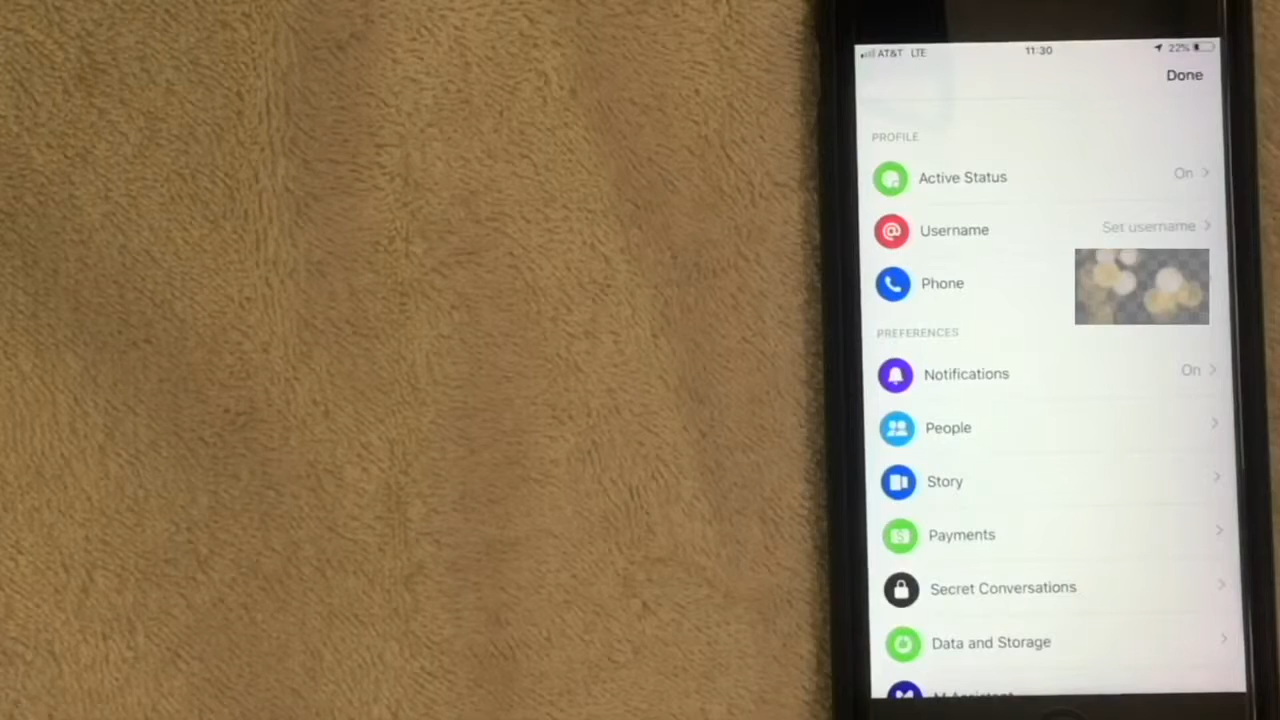 AT&T LTE 11:30 22%
Done
PROFILE
Active Status On
Username Set username
Phone
PREFERENCES
Notifications On
People
Story
Payments
Secret Conversations
Data and Storage
M Assistant